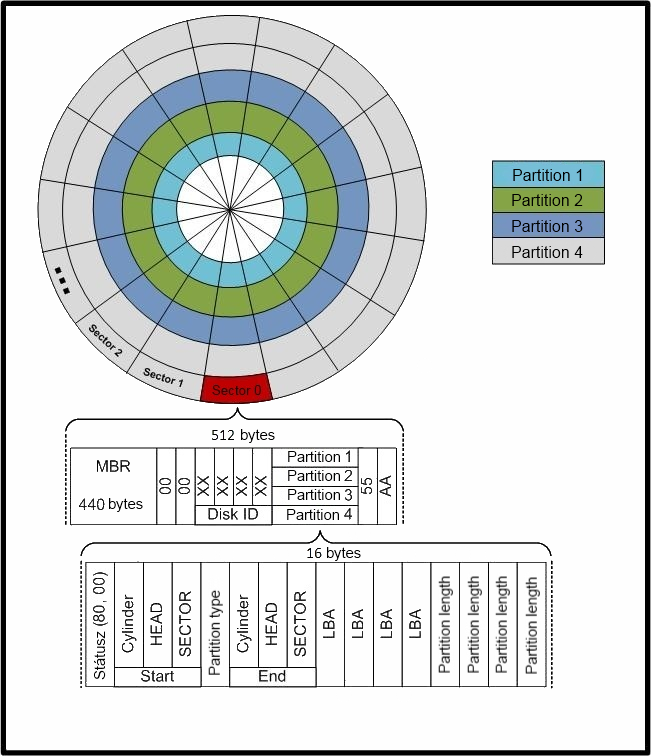 Partition 1
Partition 2
Partition 3
Partition 4
Sector 2
Sector 1
Sector 0
512 bytes
MBR
440 bytes
00
00
XX
XX
XX
XX
Disk ID
Partition 1
Partition 2
Partition 3
Partition 4
55
AA
16 bytes
Státusz (80, 00)
Cylinder
HEAD
SECTOR
Start
Partition type
Cylinder
HEAD
SECTOR
End
LBA
LBA
LBA
LBA
Partition length
Partition length
Partition length
Partition length